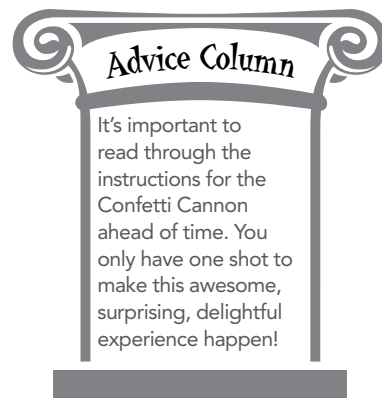 Advice Column
It's important to
read through the
instructions for the
Confetti Cannon
ahead of time. You
only have one shot to
make this awesome,
surprising, delightful
experience happen!